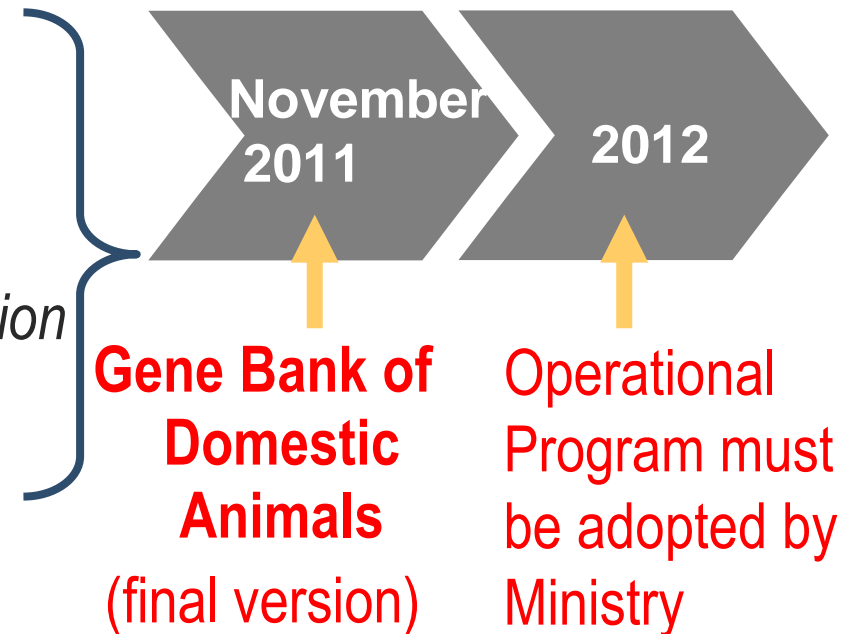 November
2011
2012
ion
Gene Bank of
Domestic
Animals
(final version)
Operational
Program must
be adopted by
Ministry